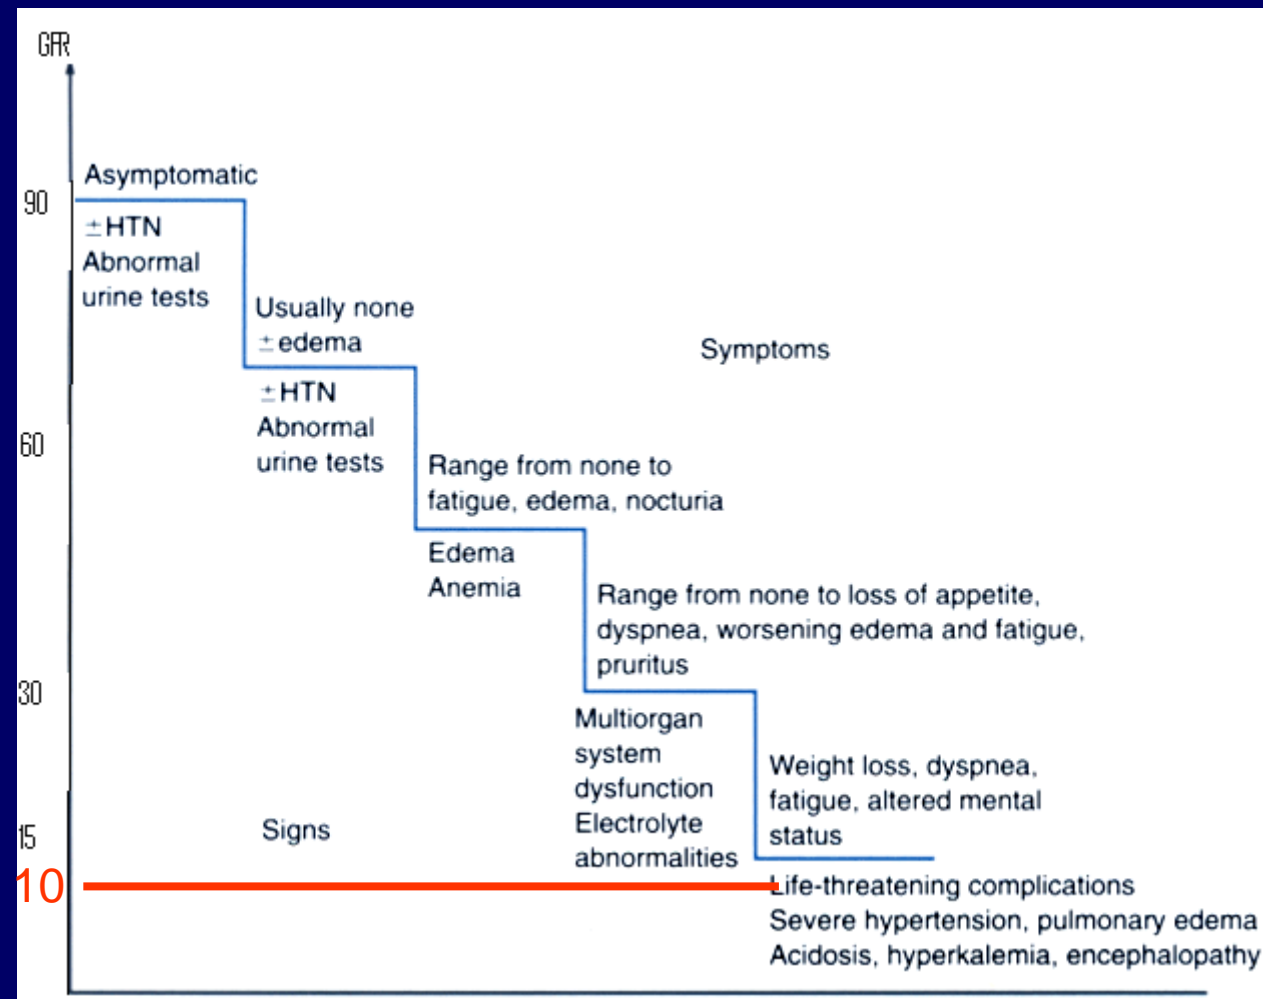 GFR
Asymptomatic
90
±HTN
Abnormal
urine tests
Usually none
±edema
Symptoms
±HTN
Abnormal
urine tests
60
Range from none to
fatigue, edema, nocturia
Edema
Anemia
Range from none to loss of appetite,
dyspnea, worsening edema and fatigue,
pruritus
30
Multiorgan
system
dysfunction
Electrolyte
abnormalities
Weight loss, dyspnea,
fatigue, altered mental
status
Signs
15
10
Life-threatening complications
Severe hypertension, pulmonary edema
Acidosis, hyperkalemia, encephalopathy